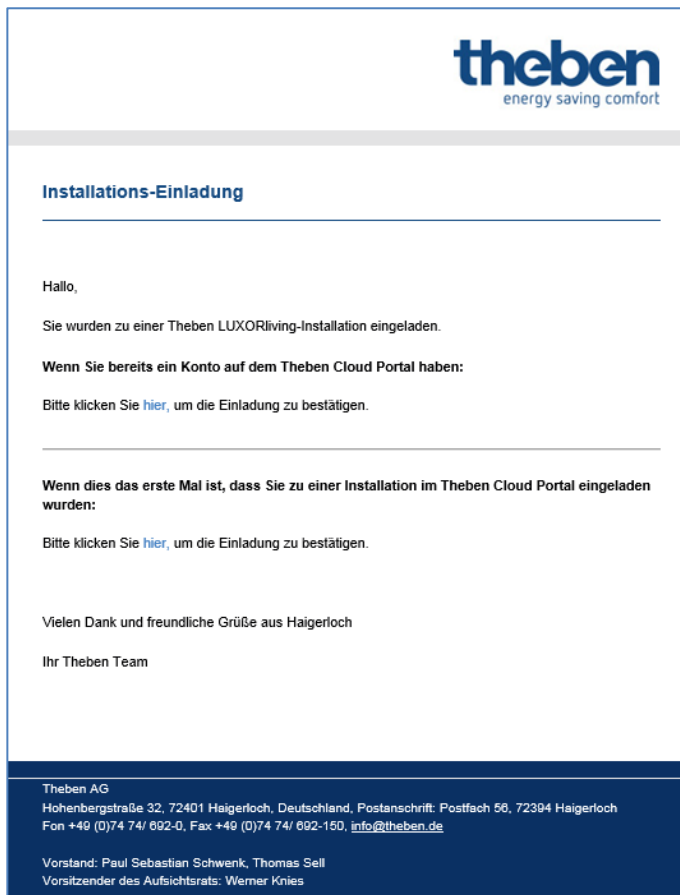 theben
energy saving comfort
Installations-Einladung
Hallo,
Sie wurden zu einer Theben LUXORliving-Installation eingeladen.
Wenn Sie bereits ein Konto auf dem Theben Cloud Portal haben:
Bitte klicken Sie hier, um die Einladung zu bestätigen.
Wenn dies das erste Mal ist, dass Sie zu einer Installation im Theben Cloud Portal eingeladen
wurden:
Bitte klicken Sie hier, um die Einladung zu bestätigen.
Vielen Dank und freundliche Grüße aus Haigerloch
Ihr Theben Team
Theben AG
Hohenbergstraße 32, 72401 Haigerloch, Deutschland, Postanschrift: Postfach 56, 72394 Haigerloch
Fon +49 (0)74 74/ 692-0, Fax +49 (0)74 74/ 692-150, info@theben.de
Vorstand: Paul Sebastian Schwenk, Thomas Sell
Vorsitzender des Aufsichtsrats: Werner Knies